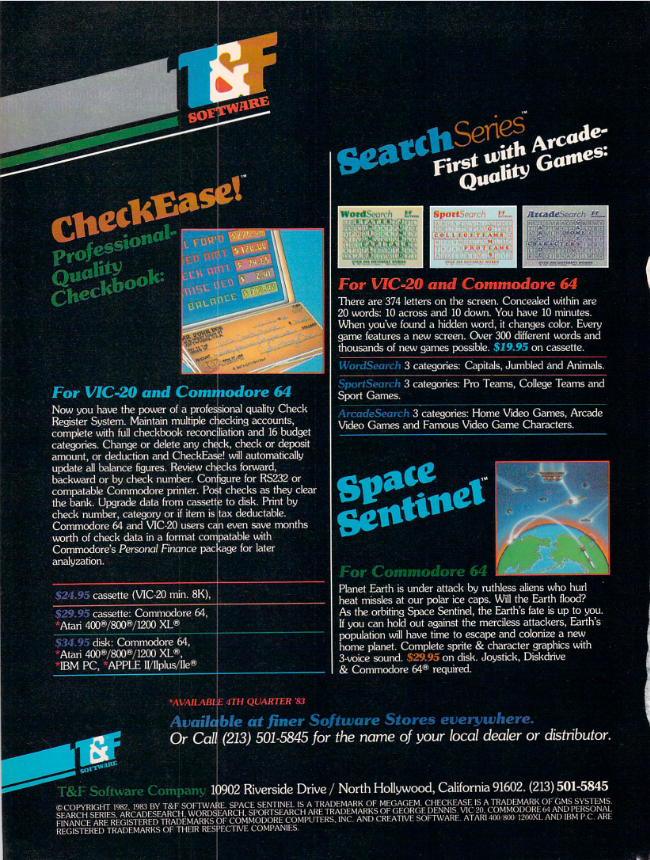 T&F
SOFTWARE
CheckEase!™
Professional-
Quality
Checkbook:
L FOR'D
CHECK AMT
MISC DED
BALANCE
For VIC-20 and Commodore 64
Now you have the power of a professional quality Check
Register System. Maintain multiple checking accounts,
complete with full checkbook reconciliation and 16 budget
categories. Change or delete any check, check or deposit
amount, or deduction and CheckEase! will automatically
update all balance figures. Review checks forward,
backward or by check number. Configure for RS232 or
compatable Commodore printer. Post checks as they clear
the bank. Upgrade data from cassette to disk. Print by
check number, category or if item is tax deductable.
Commodore 64 and VIC-20 users can even save months
worth of check data in a format compatable with
Commodore's Personal Finance package for later
analyzation.
$24.95 cassette (VIC-20 min. 8K),
$29.95 cassette: Commodore 64,
*Atari 400®/800®/1200 XL®
$34.95 disk: Commodore 64,
*Atari 400®/800®/1200 XL®,
*IBM PC, *APPLE II/IIplus/IIe®
SearchSeries™
First with Arcade-
Quality Games:
WordSearch
SportSearch
ArcadeSearch
For VIC-20 and Commodore 64
There are 374 letters on the screen. Concealed within are
20 words: 10 across and 10 down. You have 10 minutes.
When you've found a hidden word, it changes color. Every
game features a new screen. Over 300 different words and
thousands of new games possible. $19.95 on cassette.
WordSearch 3 categories: Capitals, Jumbled and Animals.
SportSearch 3 categories: Pro Teams, College Teams and
Sport Games.
ArcadeSearch 3 categories: Home Video Games, Arcade
Video Games and Famous Video Game Characters.
Space
Sentinel™
For Commodore 64
Planet Earth is under attack by ruthless aliens who hurl
heat missles at our polar ice caps. Will the Earth flood?
As the orbiting Space Sentinel, the Earth's fate is up to you.
If you can hold out against the merciless attackers, Earth's
population will have time to escape and colonize a new
home planet. Complete sprite & character graphics with
3-voice sound. $29.95 on disk. Joystick, Diskdrive
& Commodore 64® required.
*AVAILABLE 4TH QUARTER '83
Available at finer Software Stores everywhere.
Or Call (213) 501-5845 for the name of your local dealer or distributor.
T&F
SOFTWARE
T&F Software Company 10902 Riverside Drive / North Hollywood, California 91602. (213) 501-5845
© COPYRIGHT 1982, 1983 BY T&F SOFTWARE. SPACE SENTINEL IS A TRADEMARK OF MEGAGEM. CHECKEASE IS A TRADEMARK OF GMS SYSTEMS.
SEARCH SERIES, ARCADESEARCH, WORDSEARCH, SPORTSEARCH ARE TRADEMARKS OF GEORGE DENNIS. VIC 20, COMMODORE 64 AND PERSONAL
FINANCE ARE REGISTERED TRADEMARKS OF COMMODORE COMPUTERS, INC. AND CREATIVE SOFTWARE. ATARI 400/800 1200XL AND IBM P.C. ARE
REGISTERED TRADEMARKS OF THEIR RESPECTIVE COMPANIES.